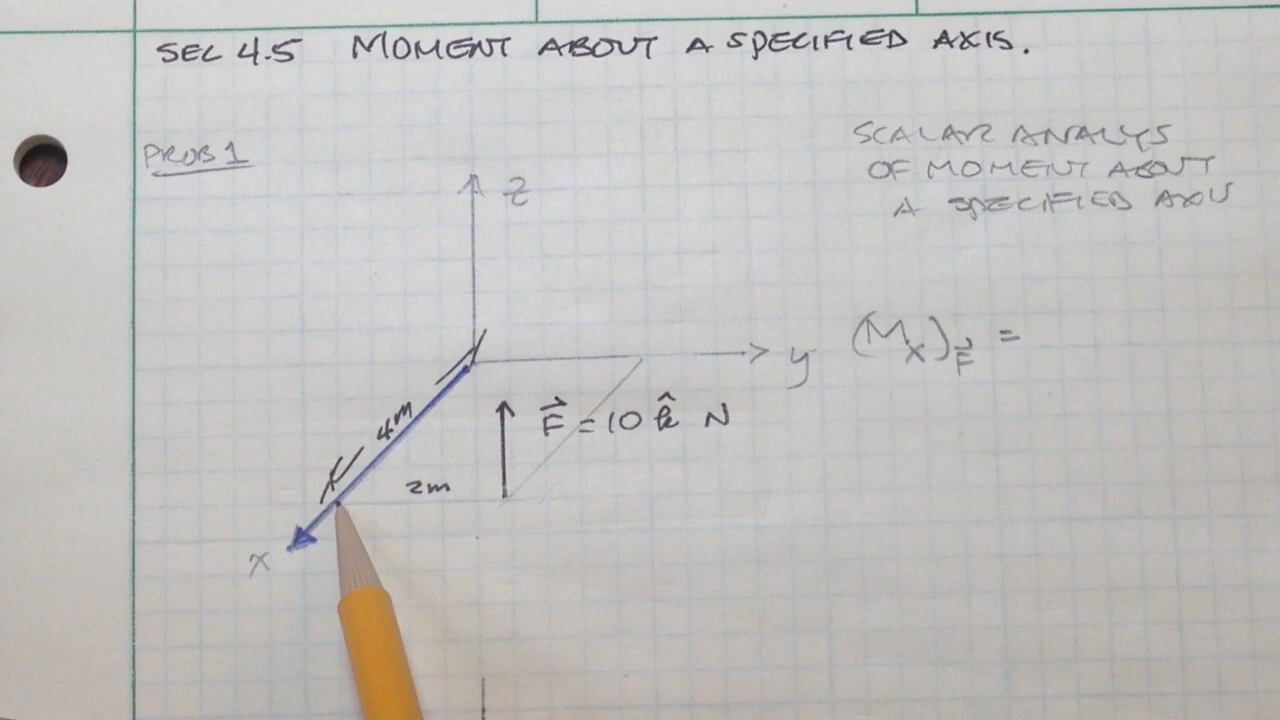 SEC 4.5 MOMENT ABOUT A SPECIFIED AXIS.
PROB 1
SCALAR ANALYS
OF MOMENT ABOUT
A SPECIFIED AXIS
z
y
(Mx)F⃗ =
4m
F⃗ = 10 k̂ N
2m
x